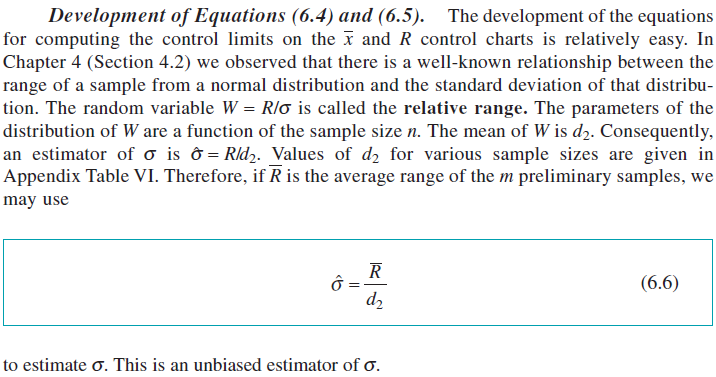 Development of Equations (6.4) and (6.5). The development of the equations
for computing the control limits on the x̅ and R control charts is relatively easy. In
Chapter 4 (Section 4.2) we observed that there is a well-known relationship between the
range of a sample from a normal distribution and the standard deviation of that distribu-
tion. The random variable W = R/σ is called the relative range. The parameters of the
distribution of W are a function of the sample size n. The mean of W is d₂. Consequently,
an estimator of σ is σ̂ = R/d₂. Values of d₂ for various sample sizes are given in
Appendix Table VI. Therefore, if R̅ is the average range of the m preliminary samples, we
may use
σ̂ = R̅/d₂ (6.6)
to estimate σ. This is an unbiased estimator of σ.